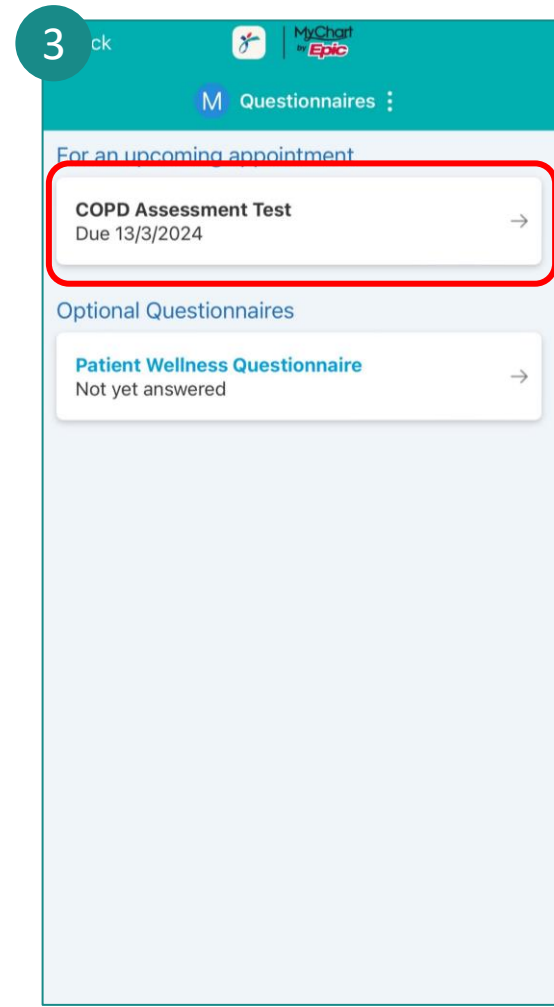 3 ck
MyChart
by Epic
M Questionnaires
For an upcoming appointment
COPD Assessment Test
Due 13/3/2024
→
Optional Questionnaires
Patient Wellness Questionnaire
Not yet answered
→